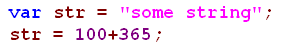 var str = "some string";
str = 100+365;